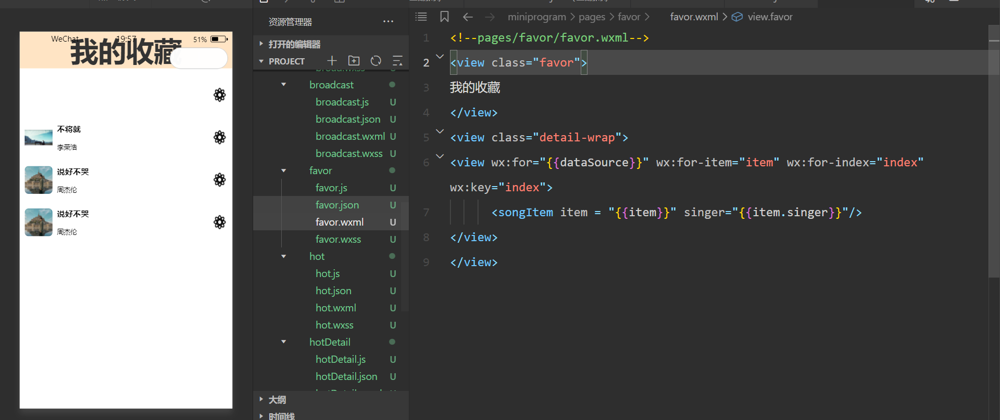 WeChat 19:57 51%
我的收藏
不将就
李荣浩
说好不哭
周杰伦
说好不哭
周杰伦
资源管理器
打开的编辑器
PROJECT
broadcast
broadcast.js U
broadcast.json U
broadcast.wxml U
broadcast.wxss U
favor
favor.js U
favor.json U
favor.wxml U
favor.wxss U
hot
hot.js U
hot.json U
hot.wxml U
hot.wxss U
hotDetail
hotDetail.js U
hotDetail.json U
大纲
时间线
miniprogram > pages > favor > favor.wxml > view.favor
1 <!--pages/favor/favor.wxml-->
2 <view class="favor">
3 我的收藏
4 </view>
5 <view class="detail-wrap">
6 <view wx:for="{{dataSource}}" wx:for-item="item" wx:for-index="index"
wx:key="index">
7 <songItem item = "{{item}}" singer="{{item.singer}}"/>
8 </view>
9 </view>